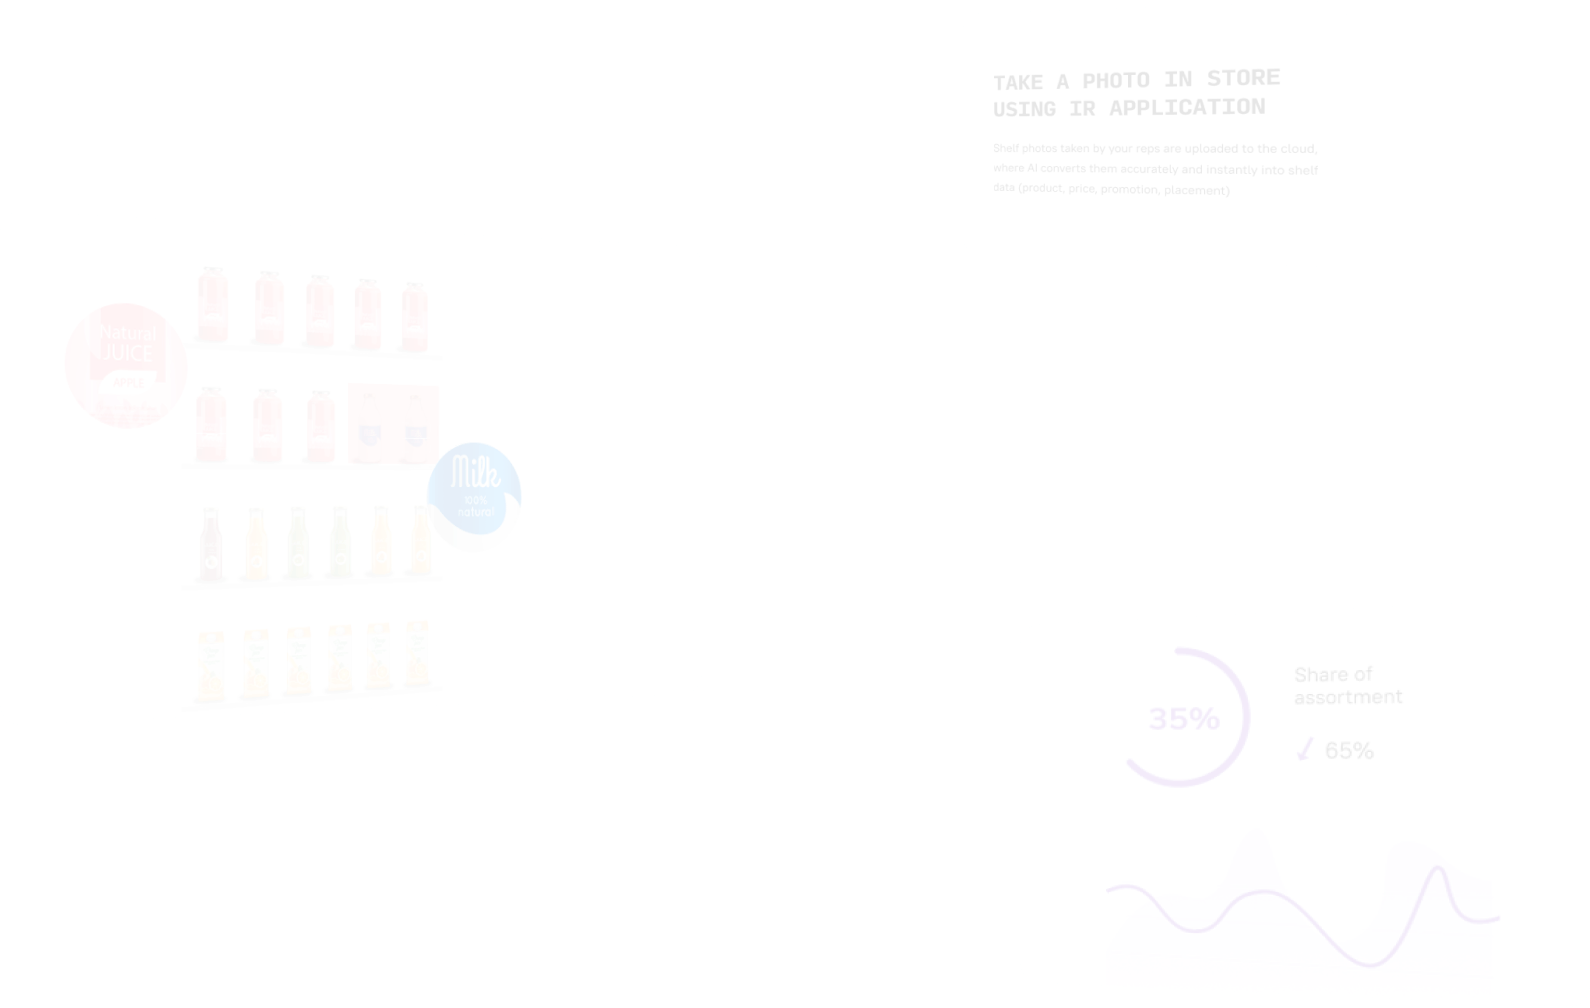 TAKE A PHOTO IN STORE
USING IR APPLICATION
Shelf photos taken by your reps are uploaded to the cloud,
where AI converts them accurately and instantly into shelf
data (product, price, promotion, placement)
Natural
JUICE
APPLE
Milk
100%
natural
35%
Share of
assortment
65%